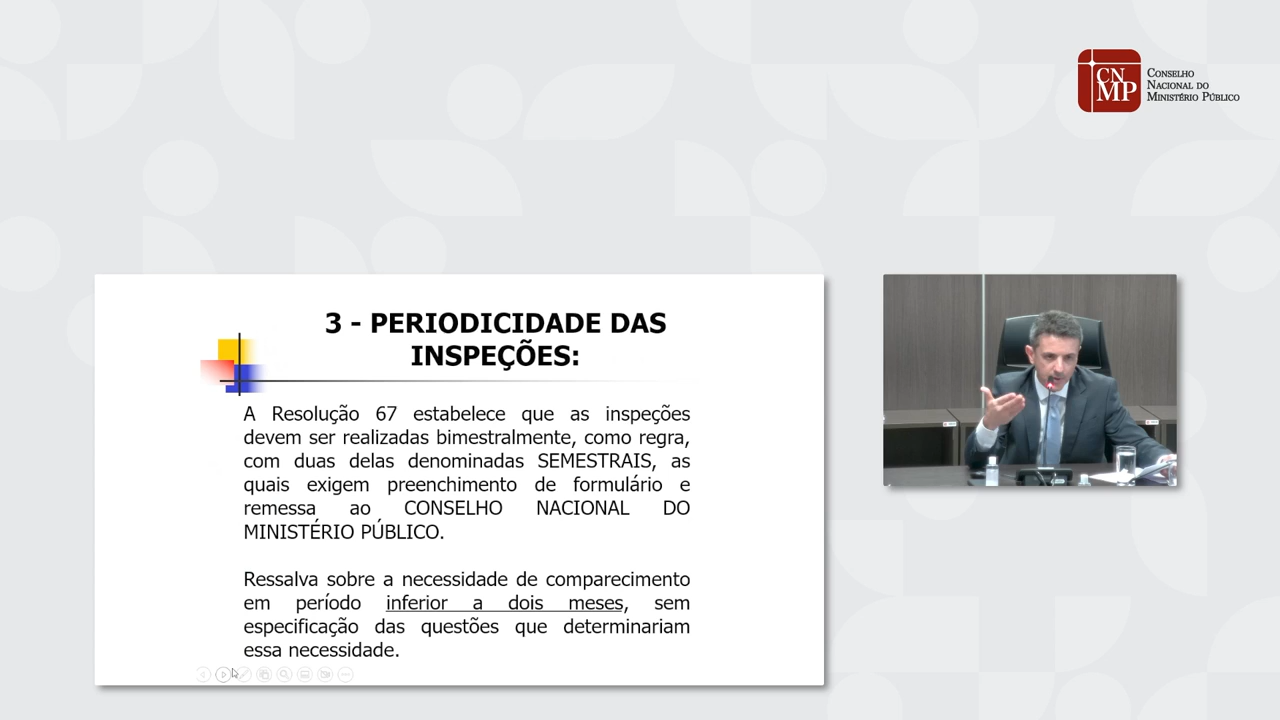 CN
MP
Conselho
Nacional do
Ministério Público
3 - PERIODICIDADE DAS
INSPEÇÕES:
A Resolução 67 estabelece que as inspeções
devem ser realizadas bimestralmente, como regra,
com duas delas denominadas SEMESTRAIS, as
quais exigem preenchimento de formulário e
remessa ao CONSELHO NACIONAL DO
MINISTÉRIO PÚBLICO.
Ressalva sobre a necessidade de comparecimento
em período inferior a dois meses, sem
especificação das questões que determinariam
essa necessidade.